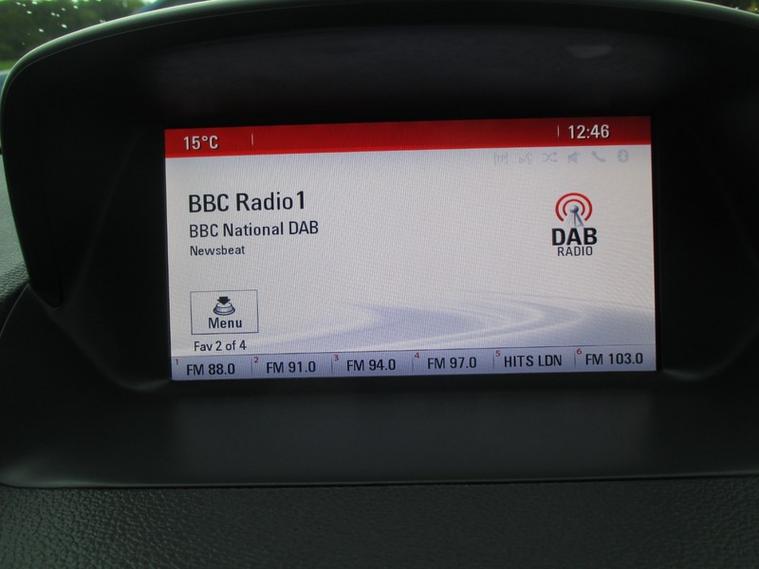 15°C 12:46
BBC Radio1
BBC National DAB
Newsbeat
DAB
RADIO
Menu
Fav 2 of 4
1 FM 88.0 2 FM 91.0 3 FM 94.0 4 FM 97.0 5 HITS LDN 6 FM 103.0